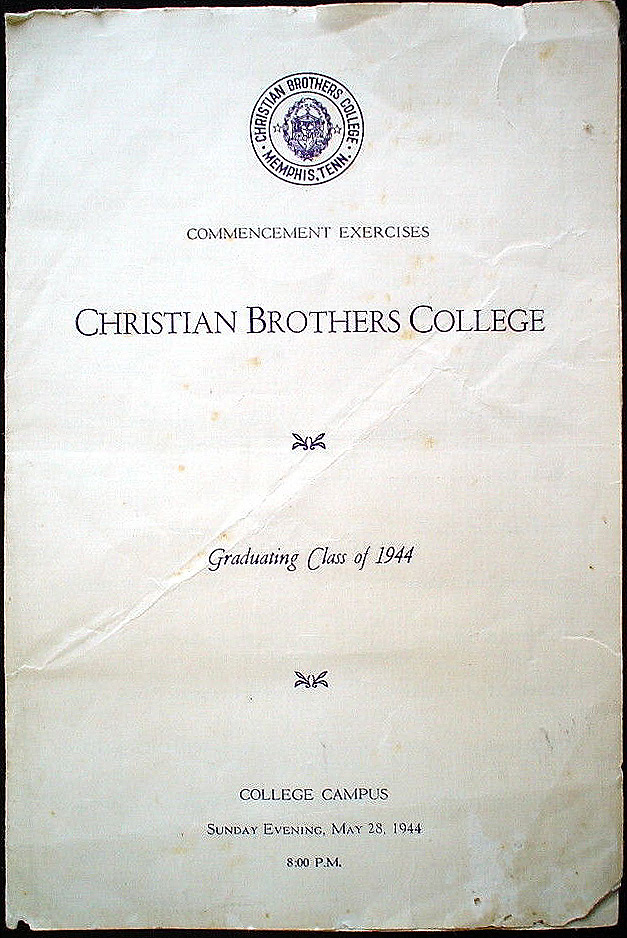 CHRISTIAN BROTHERS COLLEGE
MEMPHIS, TENN.
COMMENCEMENT EXERCISES
CHRISTIAN BROTHERS COLLEGE
Graduating Class of 1944
COLLEGE CAMPUS
SUNDAY EVENING, MAY 28, 1944
8:00 P.M.